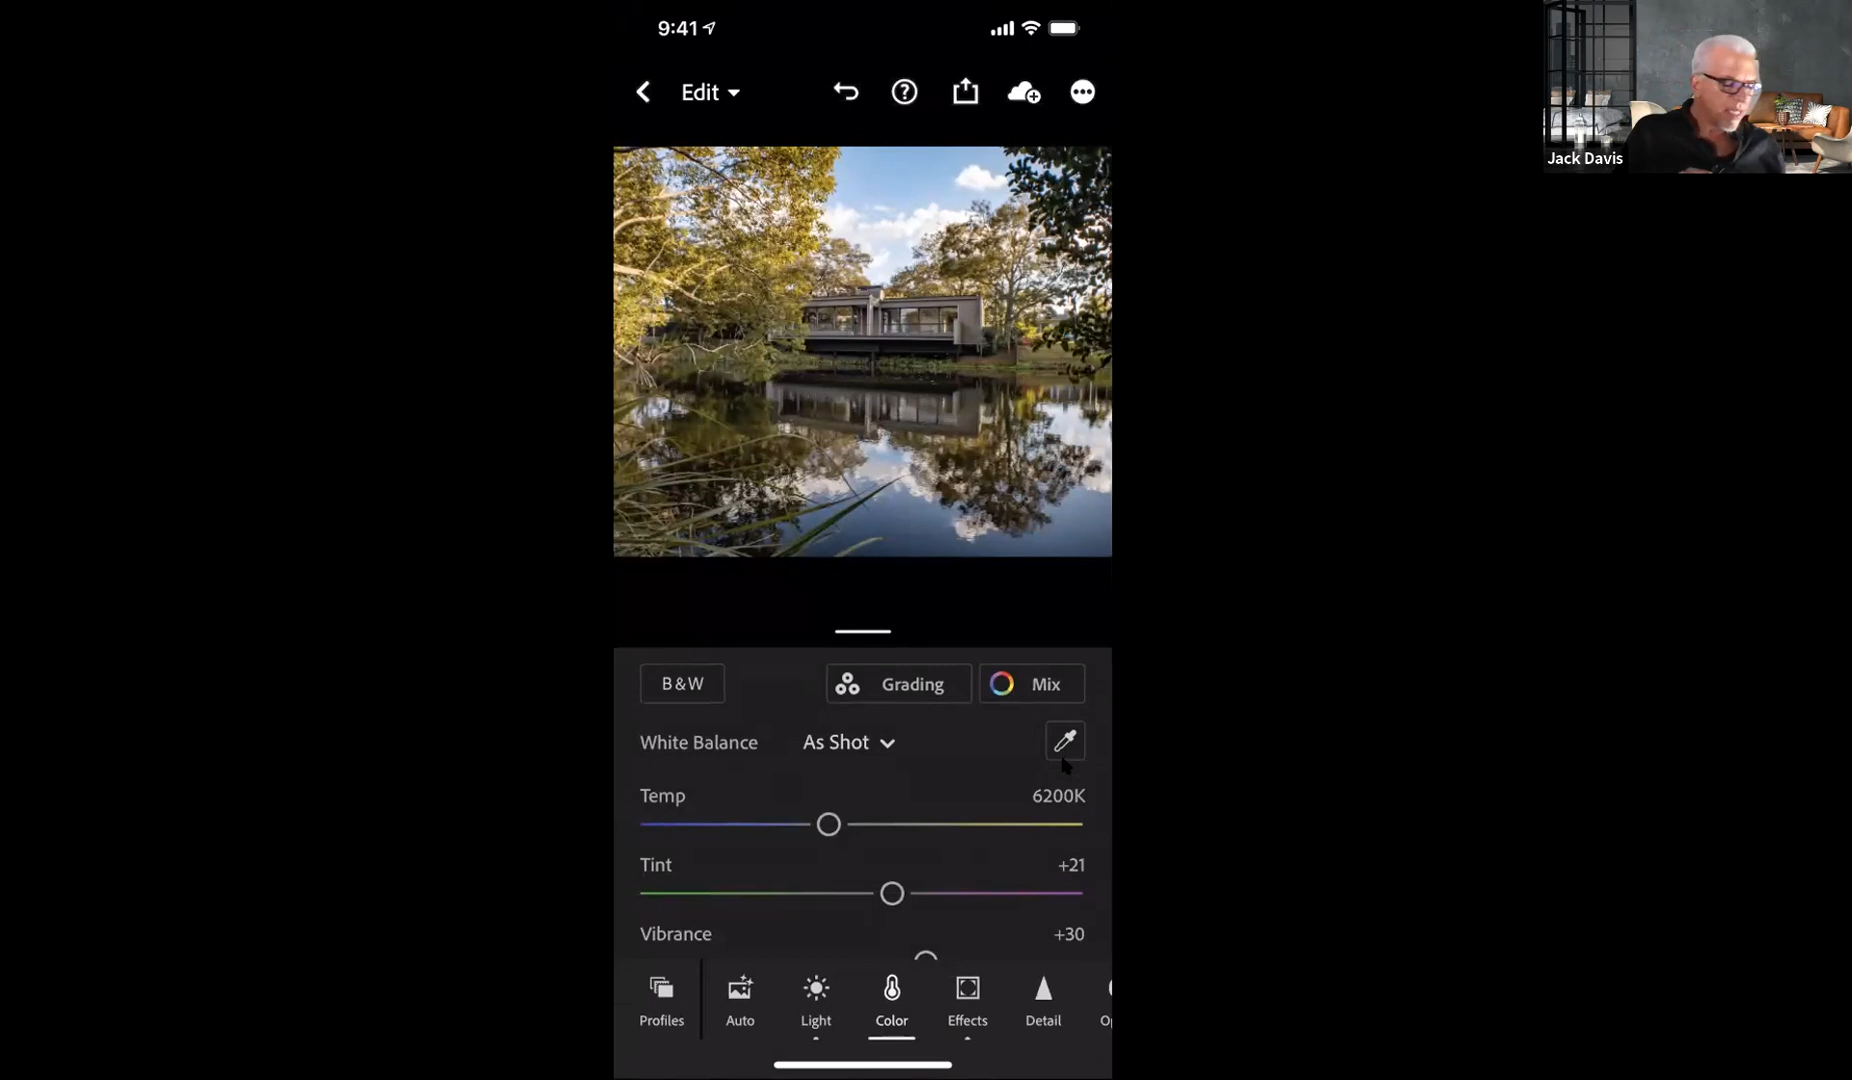 9:41
Edit
Jack Davis
B&W
Grading
Mix
White Balance
As Shot
Temp
6200K
Tint
+21
Vibrance
+30
Profiles
Auto
Light
Color
Effects
Detail